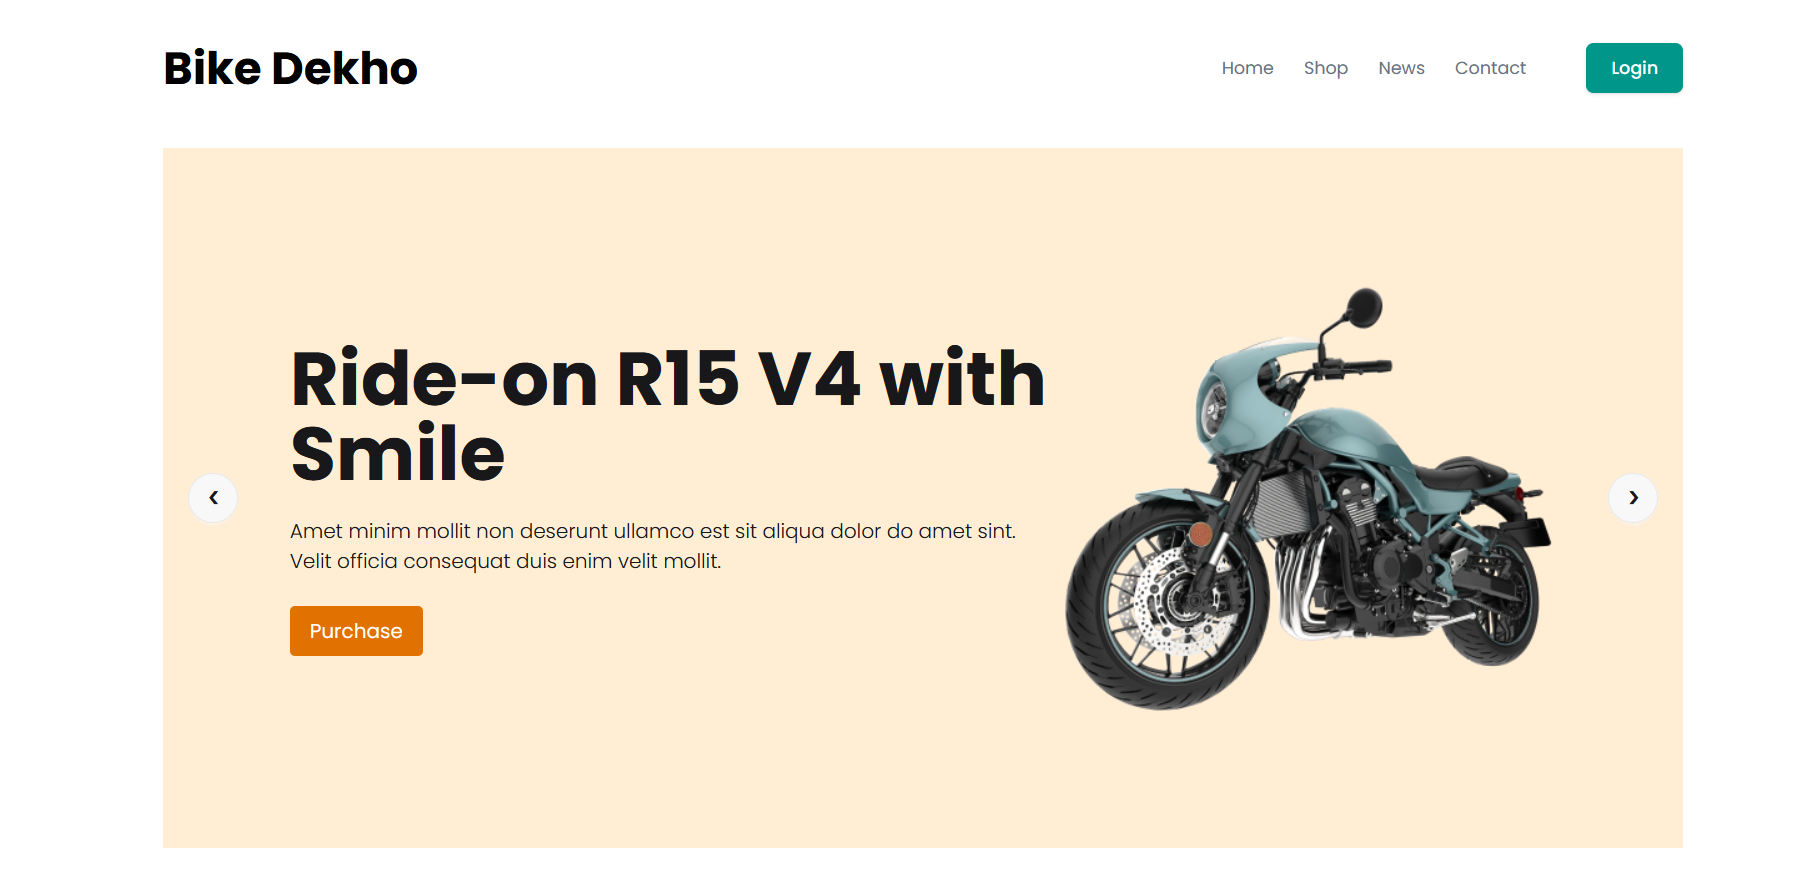 Bike Dekho
Home Shop News Contact Login
Ride-on R15 V4 with
Smile
Amet minim mollit non deserunt ullamco est sit aliqua dolor do amet sint.
Velit officia consequat duis enim velit mollit.
Purchase